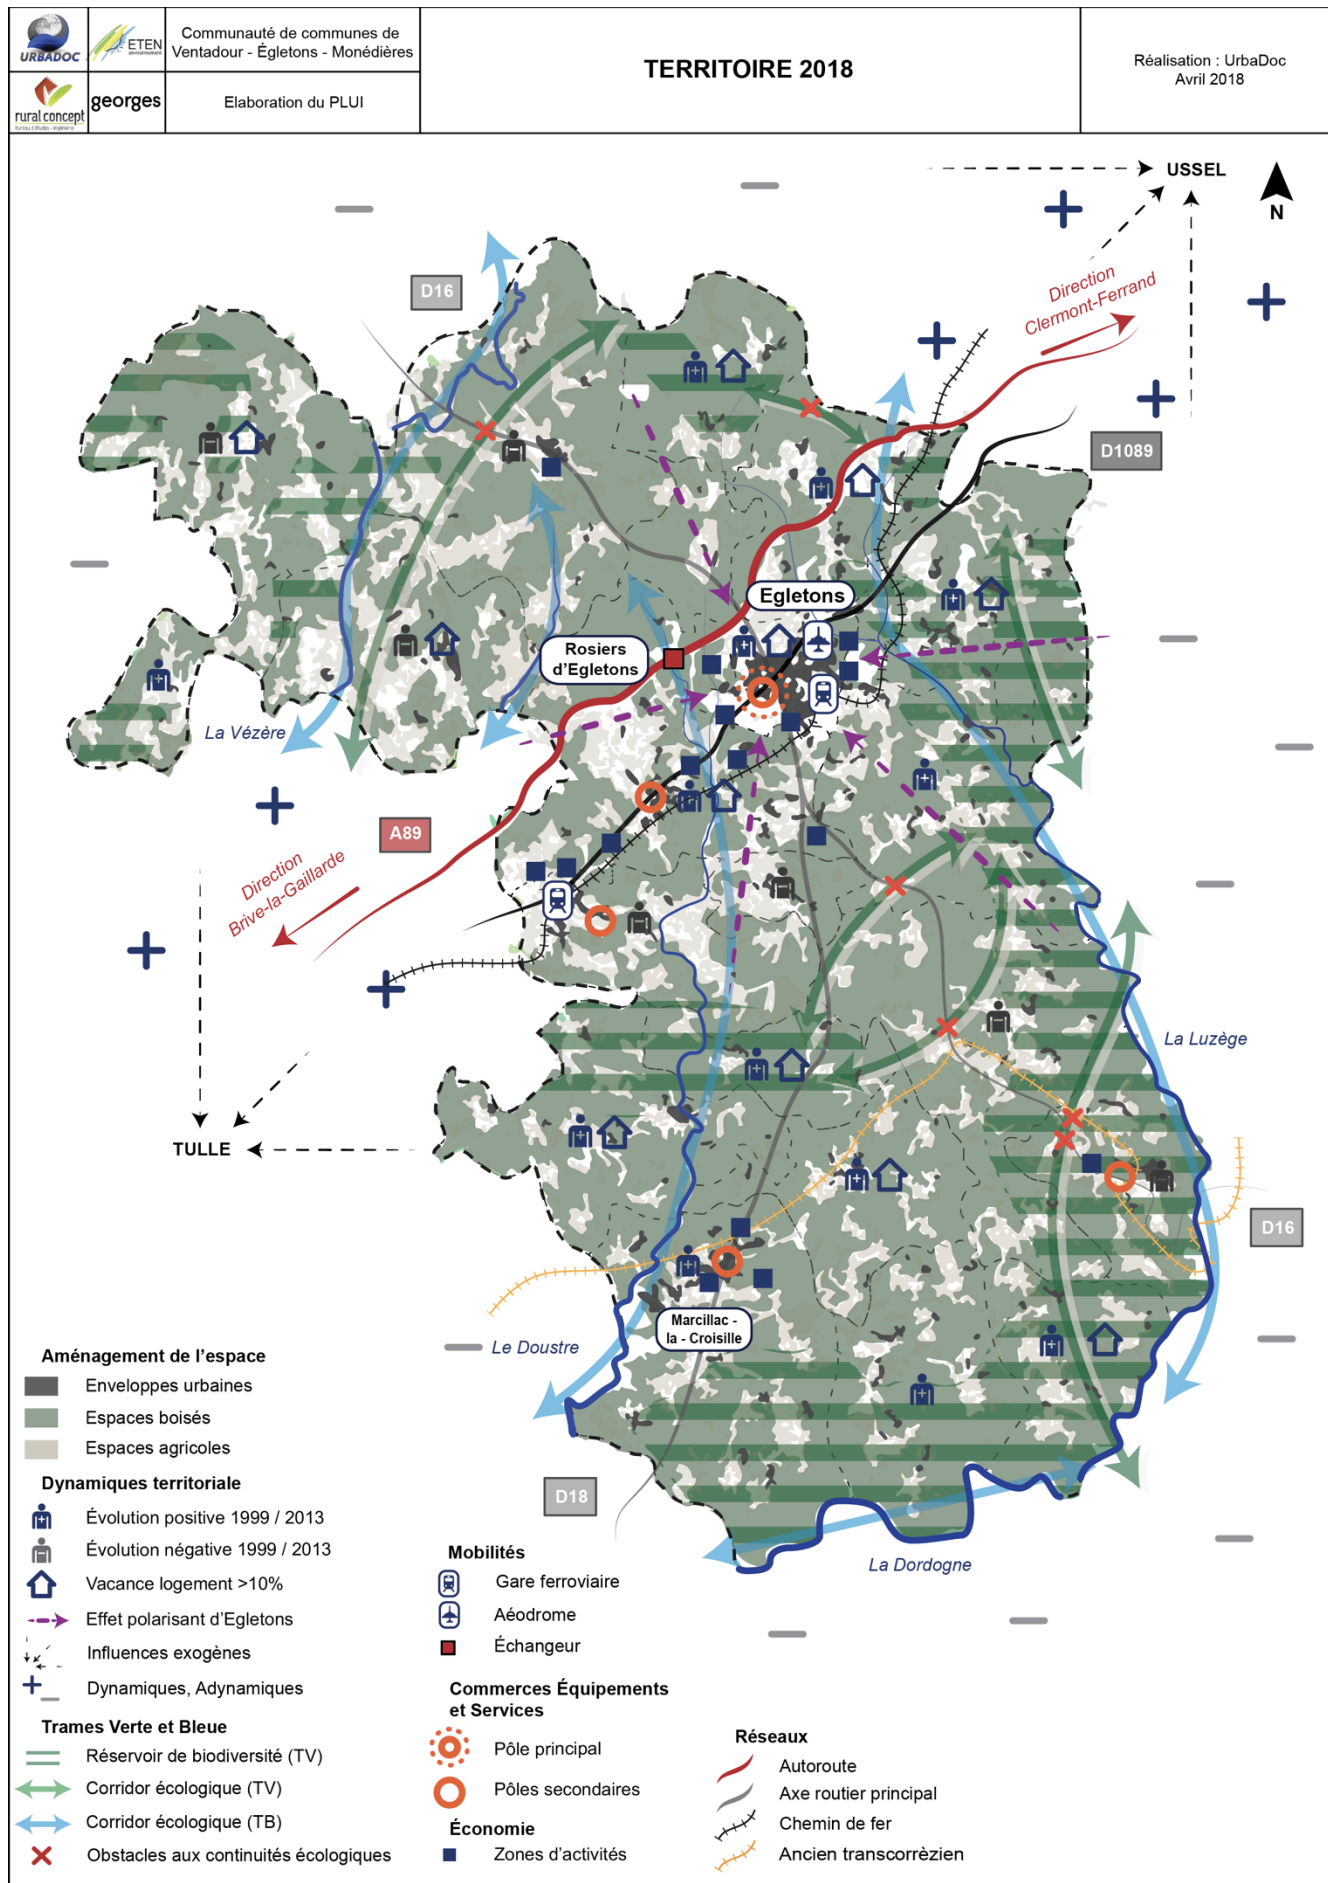 URBADOC
ETEN
environnement
rural concept
bureau d'études - ingénierie
georges
Communauté de communes de
Ventadour - Égletons - Monédières
Elaboration du PLUI
TERRITOIRE 2018
Réalisation : UrbaDoc
Avril 2018
USSEL
N
D16
Direction
Clermont-Ferrand
D1089
Egletons
Rosiers
d'Egletons
La Vézère
A89
Direction
Brive-la-Gaillarde
La Luzège
TULLE
D16
Marcillac -
la - Croisille
Le Doustre
D18
La Dordogne
Aménagement de l'espace
Enveloppes urbaines
Espaces boisés
Espaces agricoles
Dynamiques territoriale
Évolution positive 1999 / 2013
Évolution négative 1999 / 2013
Vacance logement >10%
Effet polarisant d'Egletons
Influences exogènes
Dynamiques, Adynamiques
Trames Verte et Bleue
Réservoir de biodiversité (TV)
Corridor écologique (TV)
Corridor écologique (TB)
Obstacles aux continuités écologiques
Mobilités
Gare ferroviaire
Aéodrome
Échangeur
Commerces Équipements
et Services
Pôle principal
Pôles secondaires
Économie
Zones d'activités
Réseaux
Autoroute
Axe routier principal
Chemin de fer
Ancien transcorrèzien